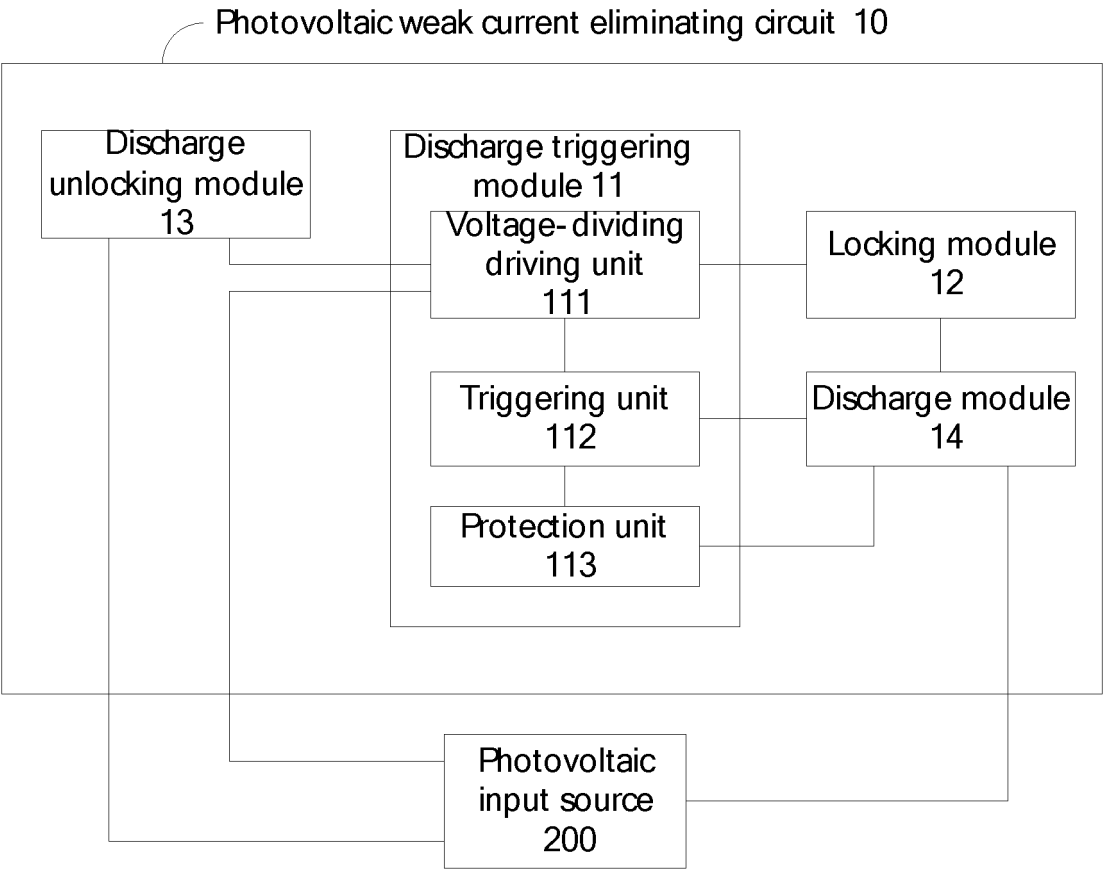 Photovoltaic weak current eliminating circuit 10
Discharge
unlocking module
13
Discharge triggering
module 11
Voltage-dividing
driving unit
111
Locking module
12
Triggering unit
112
Discharge module
14
Protection unit
113
Photovoltaic
input source
200